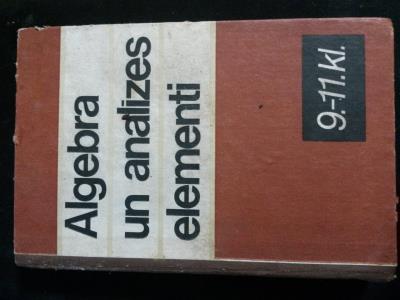 Algebra
un analīzes
elementi
9.-11.kl.